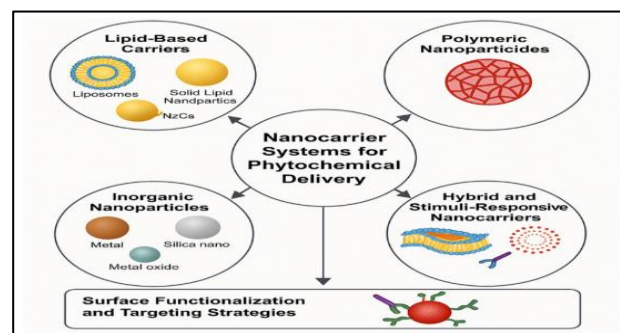 Lipid-Based
Carriers
Liposomes
Solid Lipid
Nandpartics
NzCs
Polymeric
Nanoparticides
Nanocarrier
Systems for
Phytochemical
Delivery
Inorganic
Nanoparticles
Metal
Silica nano
Metal oxide
Hybrid and
Stimuli-Responsive
Nanocarriers
Surface Functionalization
and Targeting Strategies